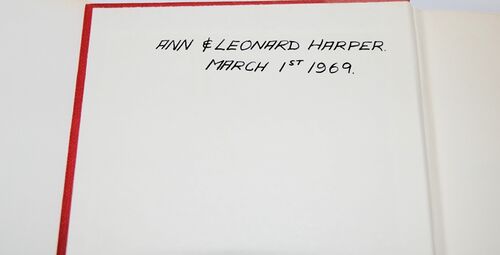 ANN & LEONARD HARPER.
MARCH 1ST 1969.